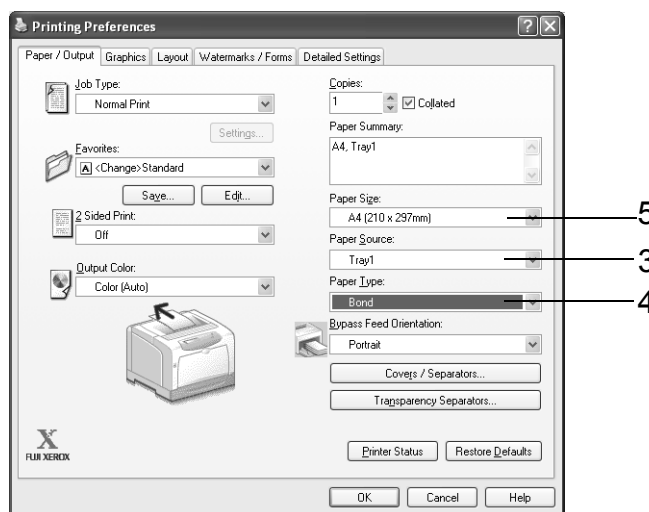 Printing Preferences
Paper / Output Graphics Layout Watermarks / Forms Detailed Settings
Job Type:
Normal Print
Settings...
Favorites:
A <Change>Standard
Save... Edit...
2 Sided Print:
Off
Output Color:
Color (Auto)
Copies:
1 Collated
Paper Summary:
A4, Tray1
Paper Size:
A4 (210 x 297mm) 5
Paper Source:
Tray1 3
Paper Type:
Bond 4
Bypass Feed Orientation:
Portrait
Covers / Separators...
Transparency Separators...
X
FUJI XEROX
Printer Status Restore Defaults
OK Cancel Help